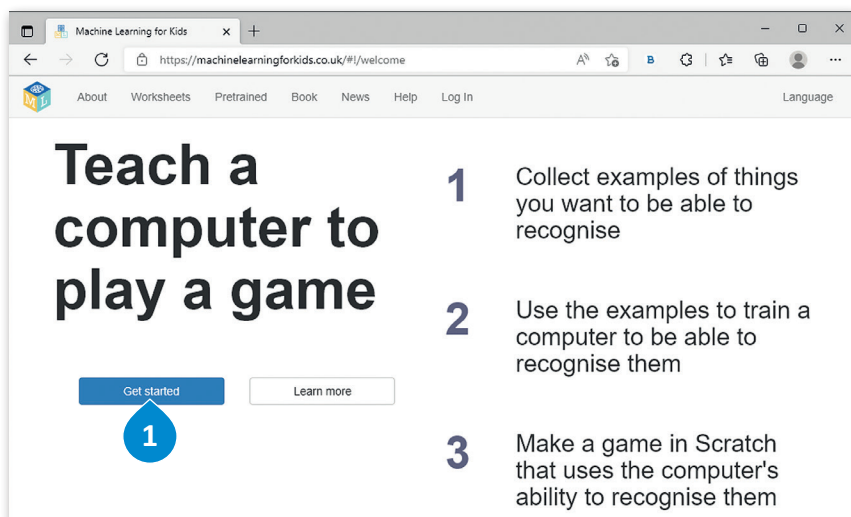 Machine Learning for Kids
https://machinelearningforkids.co.uk/#!/welcome
About Worksheets Pretrained Book News Help Log In Language
Teach a
computer to
play a game
Get started
Learn more
1
1
Collect examples of things
you want to be able to
recognise
2
Use the examples to train a
computer to be able to
recognise them
3
Make a game in Scratch
that uses the computer's
ability to recognise them